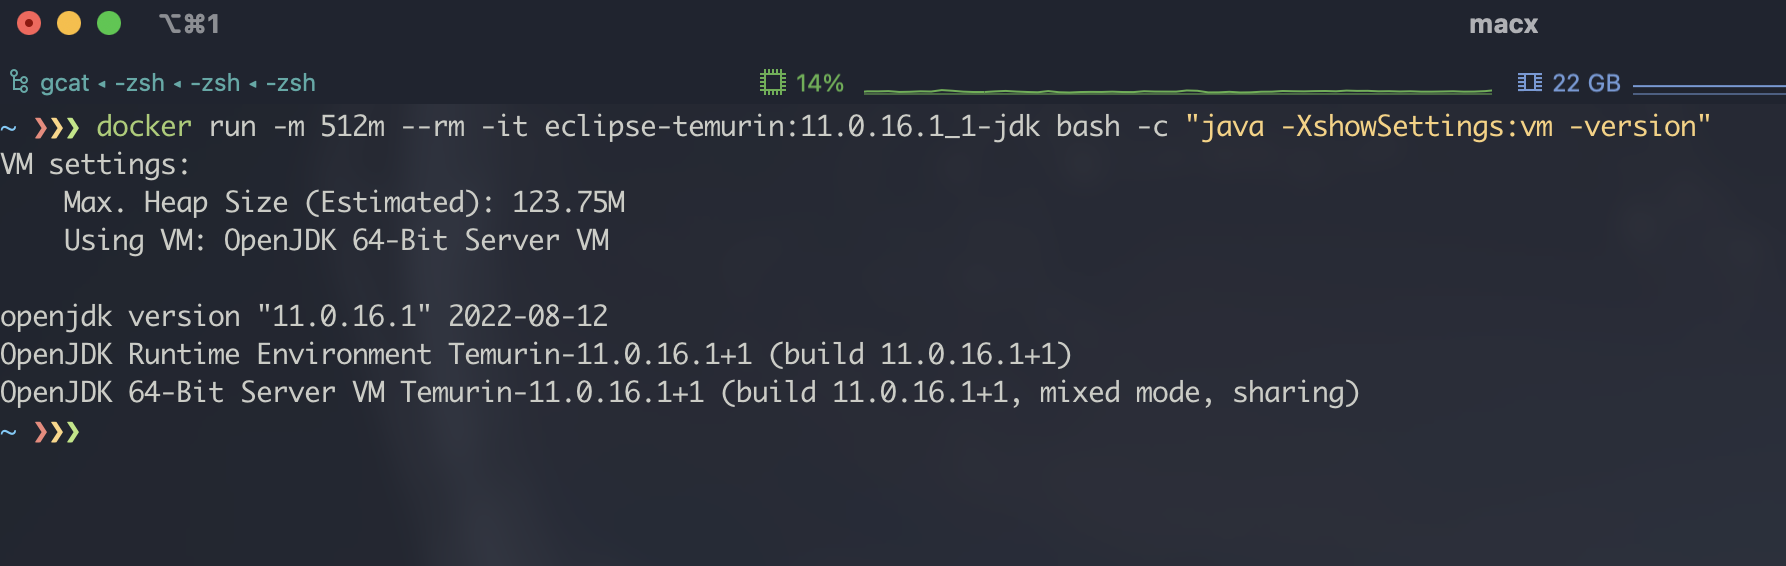 ⌥⌘1
macx
gcat ◂ -zsh ◂ -zsh ◂ -zsh
14%
22 GB
~ ❯❯❯ docker run -m 512m --rm -it eclipse-temurin:11.0.16.1_1-jdk bash -c "java -XshowSettings:vm -version"
VM settings:
    Max. Heap Size (Estimated): 123.75M
    Using VM: OpenJDK 64-Bit Server VM
openjdk version "11.0.16.1" 2022-08-12
OpenJDK Runtime Environment Temurin-11.0.16.1+1 (build 11.0.16.1+1)
OpenJDK 64-Bit Server VM Temurin-11.0.16.1+1 (build 11.0.16.1+1, mixed mode, sharing)
~ ❯❯❯